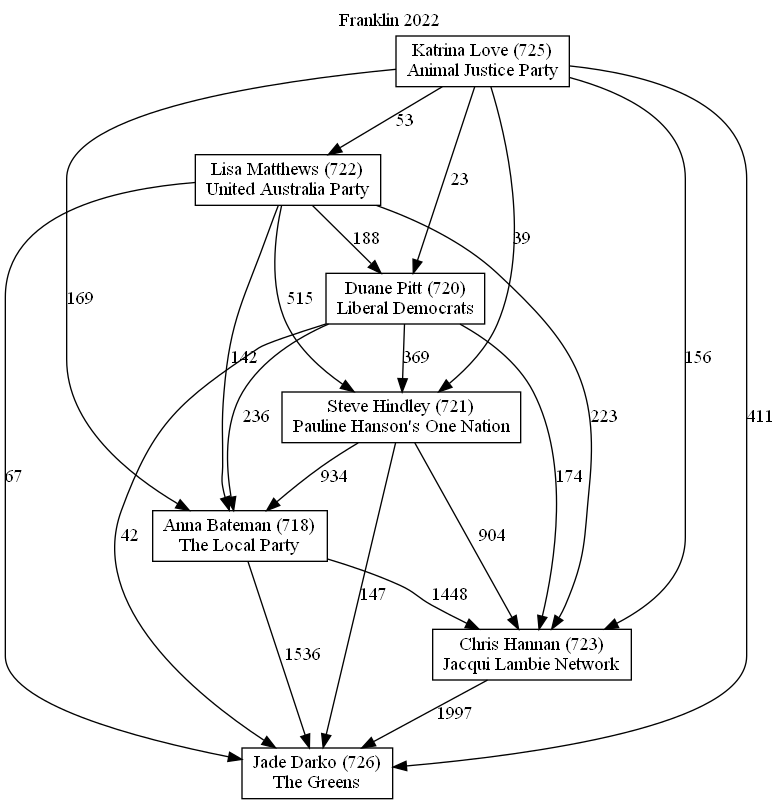 Franklin 2022
Katrina Love (725)
Animal Justice Party
53
Lisa Matthews (722)
United Australia Party
23
188
39
Duane Pitt (720)
Liberal Democrats
169
515
142
369
156
236
223
411
Steve Hindley (721)
Pauline Hanson's One Nation
67
934
174
Anna Bateman (718)
The Local Party
42
904
147
1448
1536
Chris Hannan (723)
Jacqui Lambie Network
1997
Jade Darko (726)
The Greens